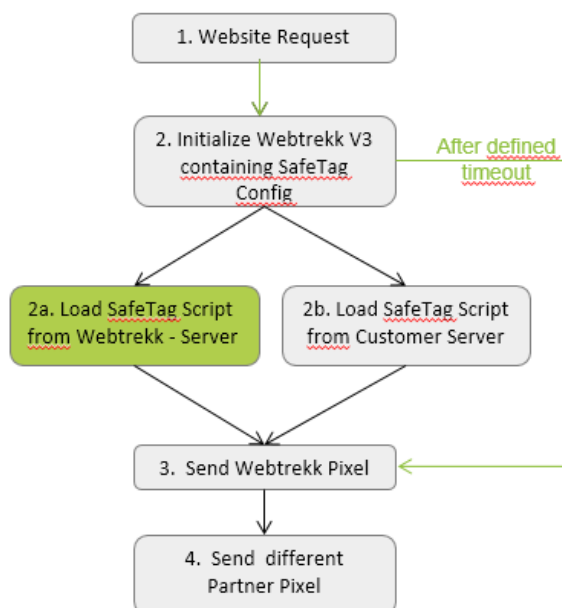 1. Website Request
2. Initialize Webtrekk V3
containing SafeTag
Config
After defined
timeout
2a. Load SafeTag Script
from Webtrekk - Server
2b. Load SafeTag Script
from Customer Server
3. Send Webtrekk Pixel
4. Send different
Partner Pixel